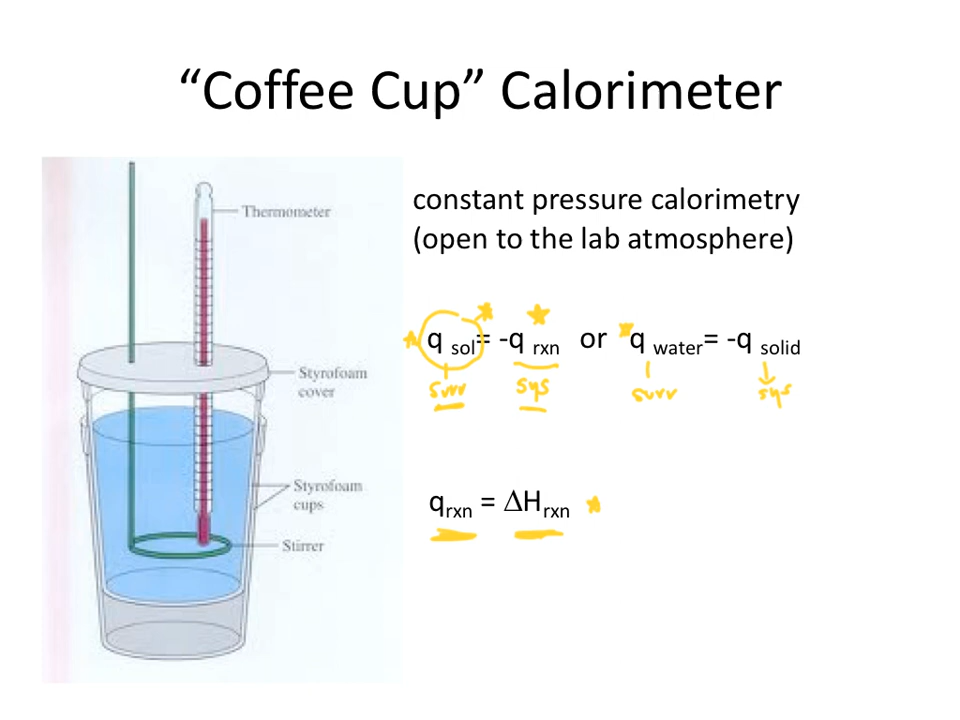 “Coffee Cup” Calorimeter
Thermometer
Styrofoam
cover
Styrofoam
cups
Stirrer
constant pressure calorimetry
(open to the lab atmosphere)
q sol= -q rxn or q water= -q solid
surr sys surr sys
qrxn = ΔHrxn